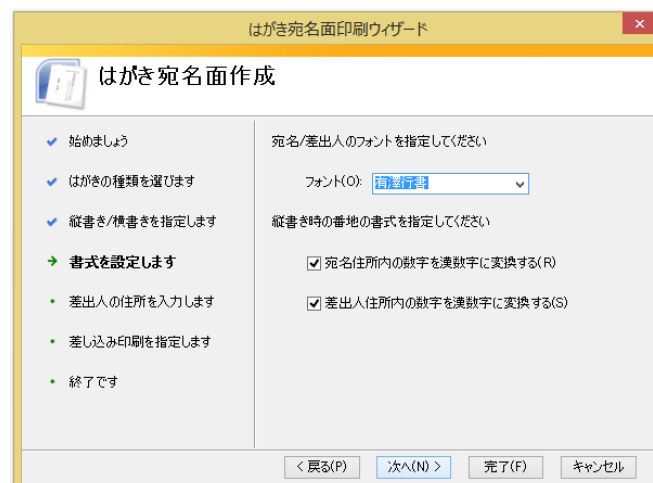 はがき宛名面印刷ウィザード
はがき宛名面作成
始めましょう
はがきの種類を選びます
縦書き/横書きを指定します
書式を設定します
差出人の住所を入力します
差し込み印刷を指定します
終了です
宛名/差出人のフォントを指定してください
フォント(O): 有澤行書
縦書き時の番地の書式を指定してください
宛名住所内の数字を漢数字に変換する(R)
差出人住所内の数字を漢数字に変換する(S)
< 戻る(P) 次へ(N) > 完了(F) キャンセル